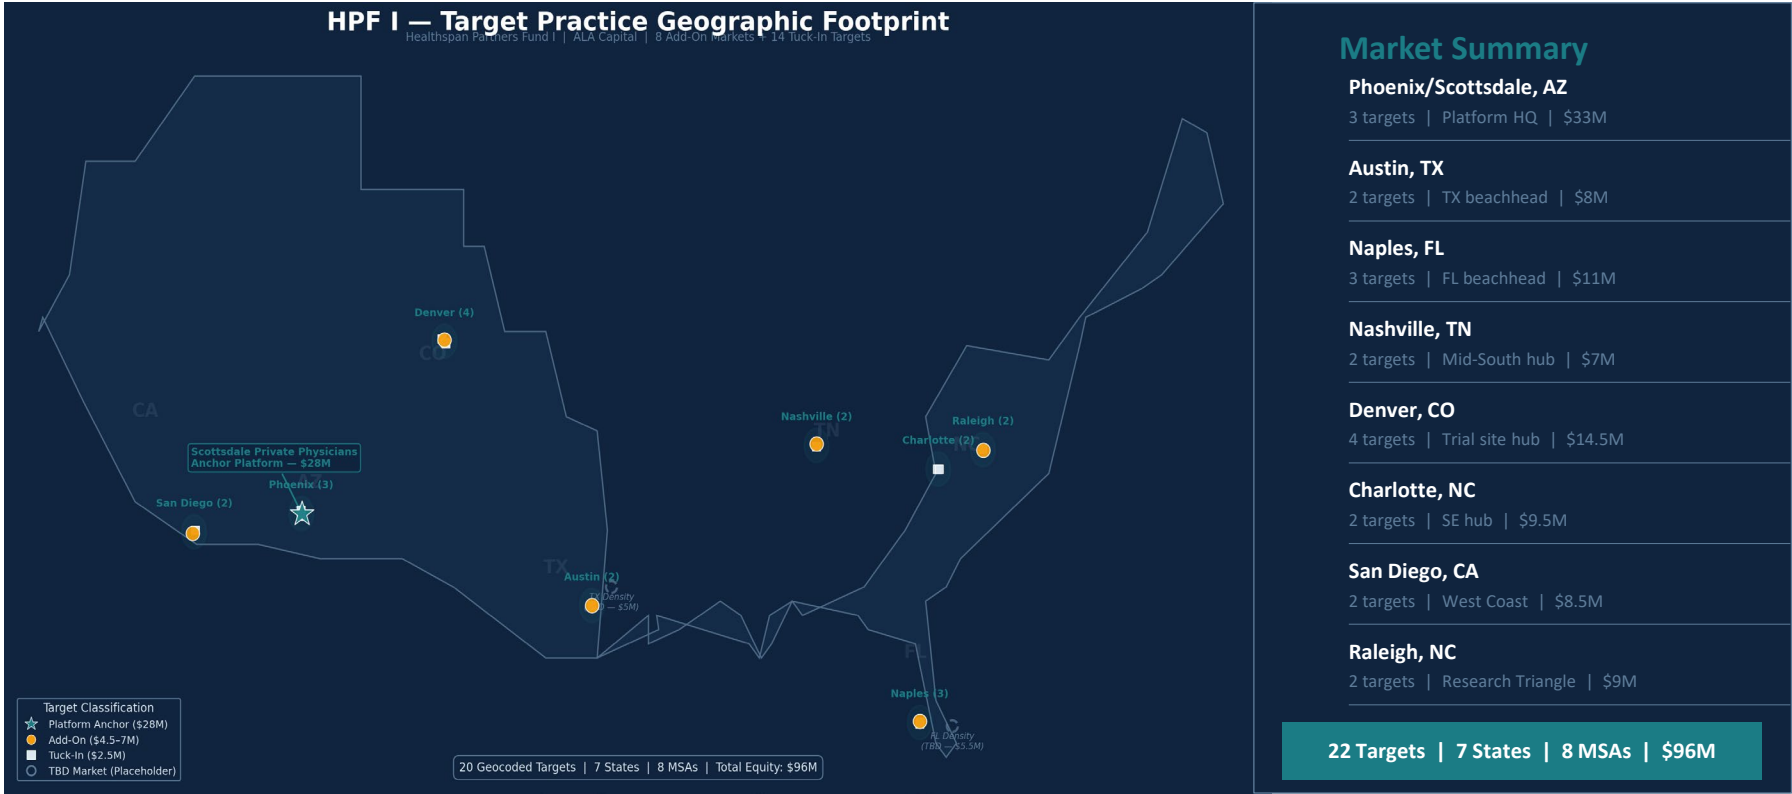 HPF I — Target Practice Geographic Footprint
Healthspan Partners Fund I | ALA Capital | 8 Add-On Markets + 14 Tuck-In Targets
Denver (4)
CO
CA
Nashville (2)
TN
Raleigh (2)
Charlotte (2)
NC
Scottsdale Private Physicians
Anchor Platform — $28M
AZ
Phoenix (3)
San Diego (2)
TX
Austin (2)
TX Density
— $5M)
FL
Naples (3)
FL Density
(TBD — $5.5M)
Target Classification
Platform Anchor ($28M)
Add-On ($4.5–7M)
Tuck-In ($2.5M)
TBD Market (Placeholder)
20 Geocoded Targets | 7 States | 8 MSAs | Total Equity: $96M
Market Summary
Phoenix/Scottsdale, AZ
3 targets | Platform HQ | $33M
Austin, TX
2 targets | TX beachhead | $8M
Naples, FL
3 targets | FL beachhead | $11M
Nashville, TN
2 targets | Mid-South hub | $7M
Denver, CO
4 targets | Trial site hub | $14.5M
Charlotte, NC
2 targets | SE hub | $9.5M
San Diego, CA
2 targets | West Coast | $8.5M
Raleigh, NC
2 targets | Research Triangle | $9M
22 Targets | 7 States | 8 MSAs | $96M